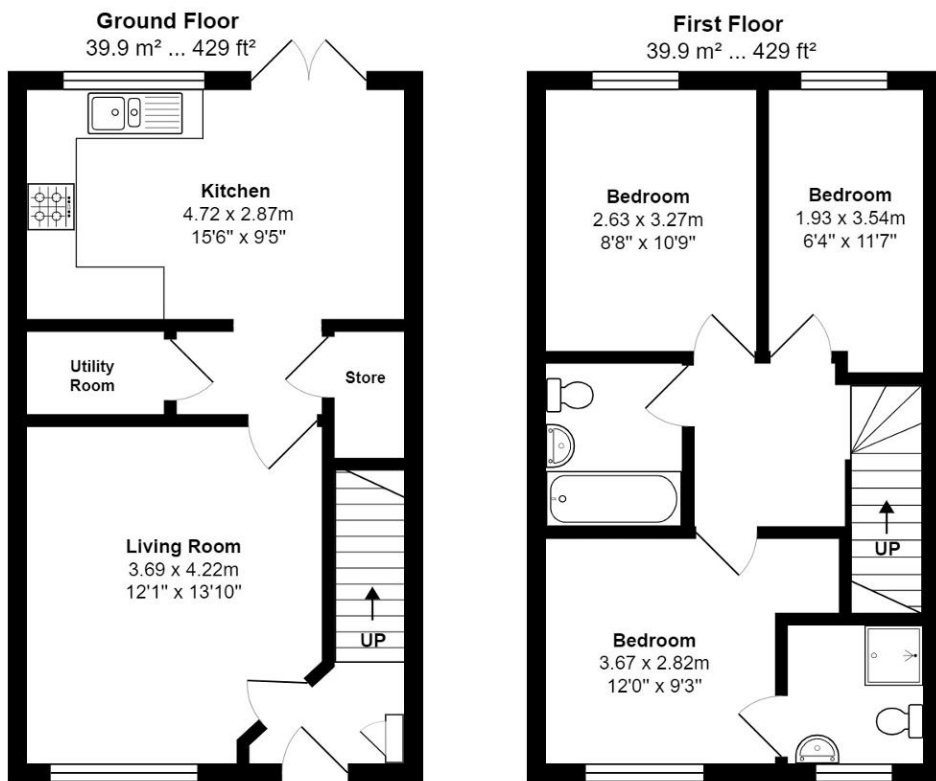 Ground Floor
39.9 m² ... 429 ft²
Kitchen
4.72 x 2.87m
15'6" x 9'5"
Utility
Room
Store
Living Room
3.69 x 4.22m
12'1" x 13'10"
UP
First Floor
39.9 m² ... 429 ft²
Bedroom
2.63 x 3.27m
8'8" x 10'9"
Bedroom
1.93 x 3.54m
6'4" x 11'7"
UP
Bedroom
3.67 x 2.82m
12'0" x 9'3"